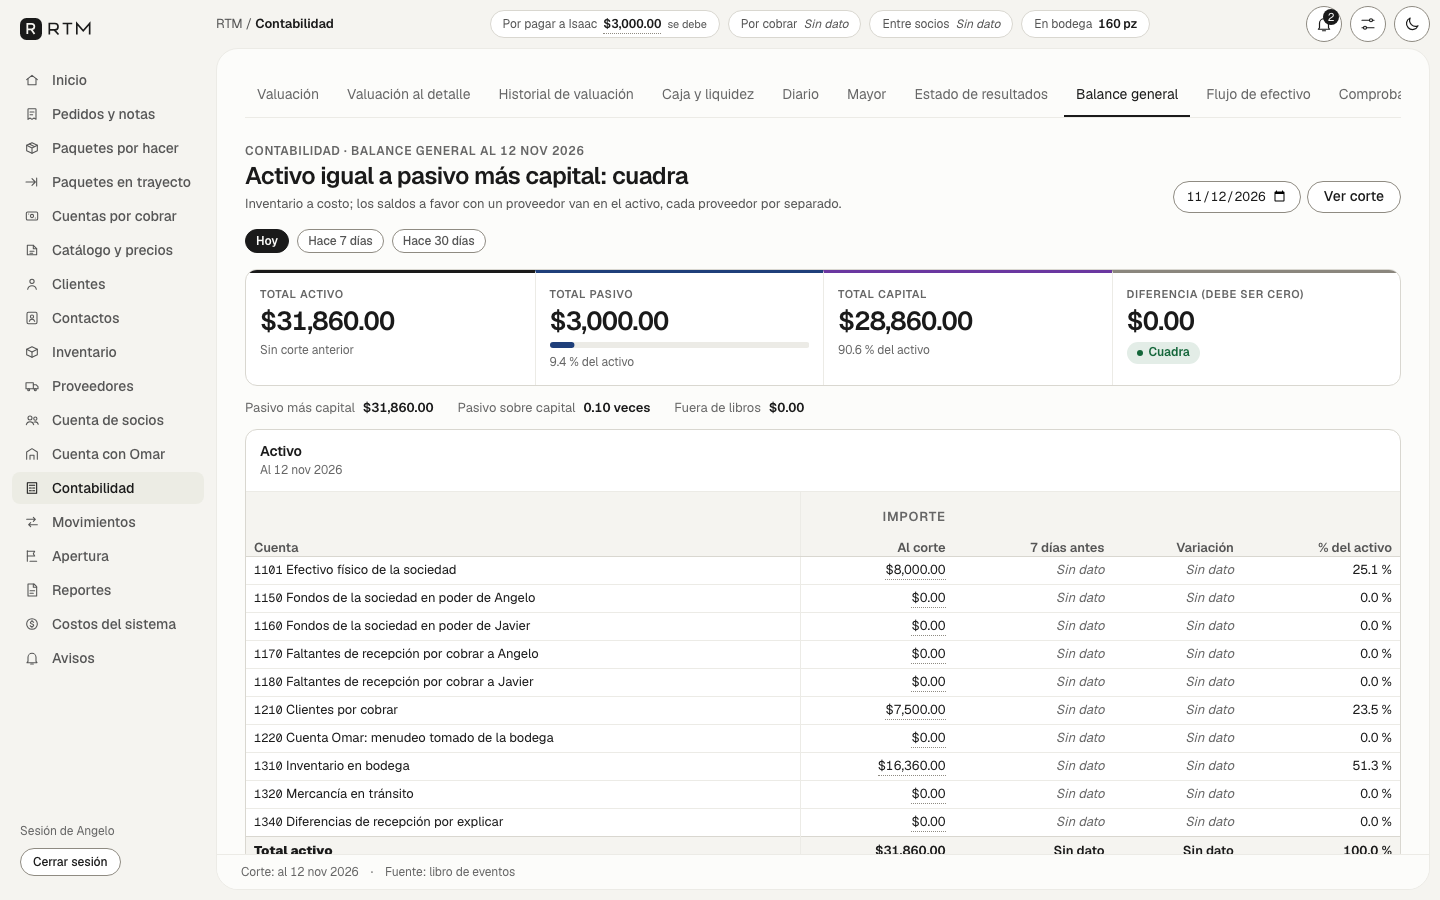 R RTM
RTM / Contabilidad
Por pagar a Isaac $3,000.00 se debe
Por cobrar Sin dato
Entre socios Sin dato
En bodega 160 pz
2
Inicio
Pedidos y notas
Paquetes por hacer
Paquetes en trayecto
Cuentas por cobrar
Catálogo y precios
Clientes
Contactos
Inventario
Proveedores
Cuenta de socios
Cuenta con Omar
Contabilidad
Movimientos
Apertura
Reportes
Costos del sistema
Avisos
Sesión de Angelo
Cerrar sesión
Valuación Valuación al detalle Historial de valuación Caja y liquidez Diario Mayor Estado de resultados Balance general Flujo de efectivo Comproba
CONTABILIDAD · BALANCE GENERAL AL 12 NOV 2026
Activo igual a pasivo más capital: cuadra
Inventario a costo; los saldos a favor con un proveedor van en el activo, cada proveedor por separado.
11/12/2026 Ver corte
Hoy Hace 7 días Hace 30 días
TOTAL ACTIVO
$31,860.00
Sin corte anterior
TOTAL PASIVO
$3,000.00
9.4 % del activo
TOTAL CAPITAL
$28,860.00
90.6 % del activo
DIFERENCIA (DEBE SER CERO)
$0.00
Cuadra
Pasivo más capital $31,860.00 Pasivo sobre capital 0.10 veces Fuera de libros $0.00
Activo
Al 12 nov 2026
IMPORTE
Cuenta Al corte 7 días antes Variación % del activo
1101 Efectivo físico de la sociedad $8,000.00 Sin dato Sin dato 25.1 %
1150 Fondos de la sociedad en poder de Angelo $0.00 Sin dato Sin dato 0.0 %
1160 Fondos de la sociedad en poder de Javier $0.00 Sin dato Sin dato 0.0 %
1170 Faltantes de recepción por cobrar a Angelo $0.00 Sin dato Sin dato 0.0 %
1180 Faltantes de recepción por cobrar a Javier $0.00 Sin dato Sin dato 0.0 %
1210 Clientes por cobrar $7,500.00 Sin dato Sin dato 23.5 %
1220 Cuenta Omar: menudeo tomado de la bodega $0.00 Sin dato Sin dato 0.0 %
1310 Inventario en bodega $16,360.00 Sin dato Sin dato 51.3 %
1320 Mercancía en tránsito $0.00 Sin dato Sin dato 0.0 %
1340 Diferencias de recepción por explicar $0.00 Sin dato Sin dato 0.0 %
Total activo $31,860.00 Sin dato Sin dato 100.0 %
Corte: al 12 nov 2026 · Fuente: libro de eventos